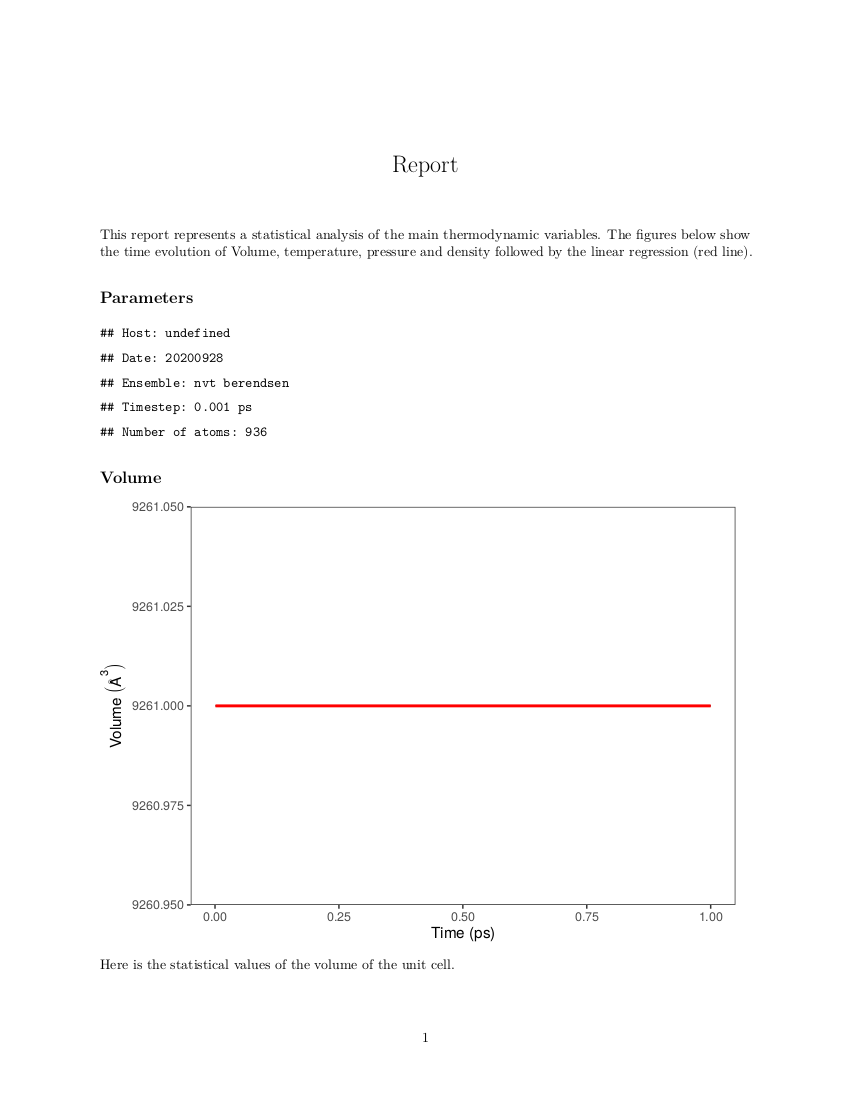 Report
This report represents a statistical analysis of the main thermodynamic variables. The figures below show
the time evolution of Volume, temperature, pressure and density followed by the linear regression (red line).
Parameters
## Host: undefined
## Date: 20200928
## Ensemble: nvt berendsen
## Timestep: 0.001 ps
## Number of atoms: 936
Volume
9261.050
9261.025
9261.000
9260.975
9260.950
Volume (Å³)
0.00 0.25 0.50 0.75 1.00
Time (ps)
Here is the statistical values of the volume of the unit cell.
1